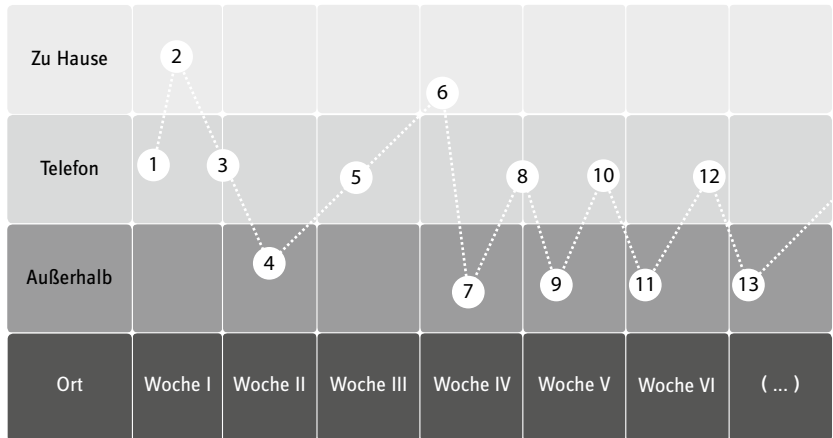 Zu Hause
2
6
Telefon
1
3
5
8
10
12
Außerhalb
4
7
9
11
13
Ort
Woche I
Woche II
Woche III
Woche IV
Woche V
Woche VI
( ... )